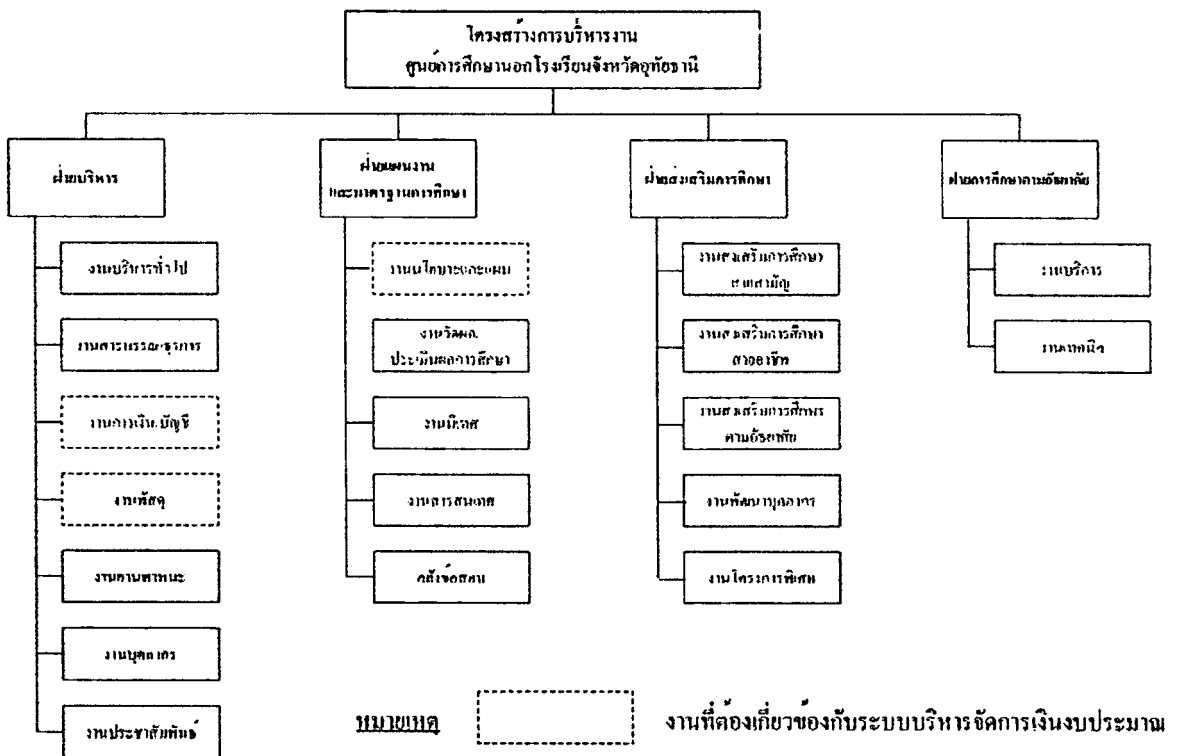 โครงสร้างการบริหารงาน
ศูนย์การศึกษานอกโรงเรียนจังหวัดอุทัยธานี
ฝ่ายบริหาร
งานบริหารทั่วไป
งานสารบรรณ/ธุรการ
งานการเงิน/บัญชี
งานพัสดุ
งานยานพาหนะ
งานบุคลากร
งานประชาสัมพันธ์
ฝ่ายแผนงาน
และมาตรฐานการศึกษา
งานนโยบายและแผน
งานวัดผล
ประเมินผลการศึกษา
งานนิเทศ
งานสารสนเทศ
คลังข้อสอบ
ฝ่ายส่งเสริมการศึกษา
งานส่งเสริมการศึกษา
สายสามัญ
งานส่งเสริมการศึกษา
สายอาชีพ
งานส่งเสริมการศึกษา
ตามอัธยาศัย
งานพัฒนาบุคลากร
งานโครงการพิเศษ
ฝ่ายการศึกษาตามอัธยาศัย
งานบริการ
งานเทคนิค
หมายเหตุ
งานที่ต้องเกี่ยวข้องกับระบบบริหารจัดการเงินงบประมาณ